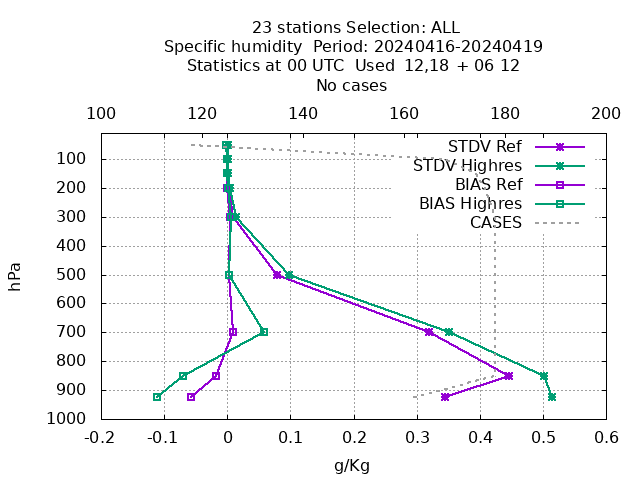 23 stations Selection: ALL
Specific humidity  Period: 20240416-20240419
Statistics at 00 UTC  Used  12,18 + 06 12
No cases
100 120 140 160 180 200
STDV Ref
STDV Highres
BIAS Ref
BIAS Highres
CASES
100
200
300
400
500
600
700
800
900
1000
hPa
-0.2 -0.1 0 0.1 0.2 0.3 0.4 0.5 0.6
g/Kg